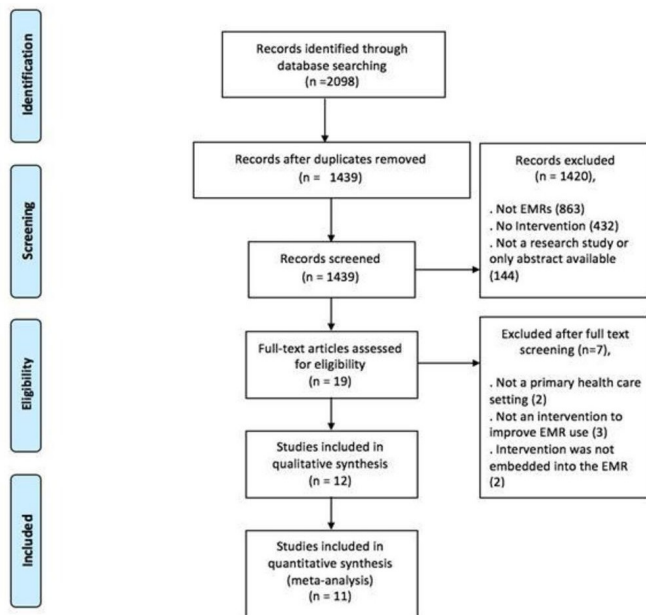 Identification
Records identified through
database searching
(n =2098)
Records after duplicates removed
(n = 1439)
Records excluded
(n = 1420),
. Not EMRs (863)
. No Intervention (432)
. Not a research study or
only abstract available
(144)
Screening
Records screened
(n = 1439)
Eligibility
Full-text articles assessed
for eligibility
(n = 19)
Excluded after full text
screening (n=7),
. Not a primary health care
setting (2)
. Not an intervention to
improve EMR use (3)
. Intervention was not
embedded into the EMR
(2)
Studies included in
qualitative synthesis
(n = 12)
Included
Studies included in
quantitative synthesis
(meta-analysis)
(n = 11)